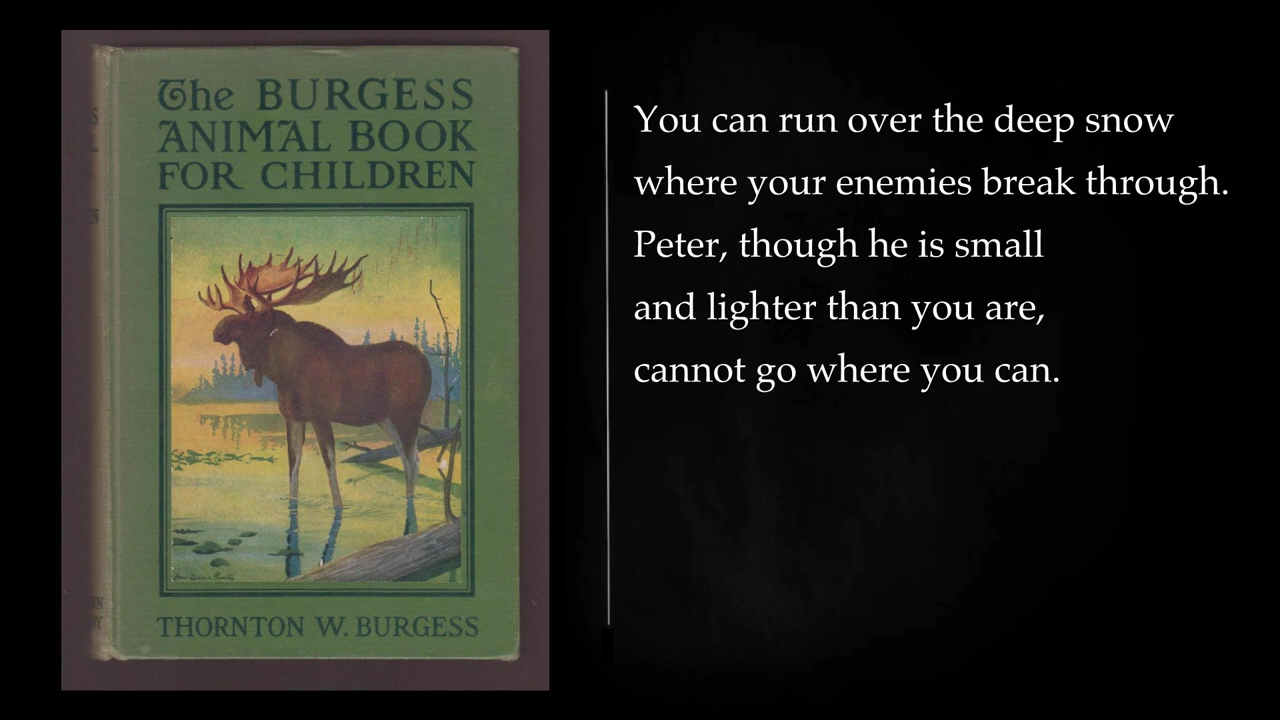 The BURGESS
ANIMAL BOOK
FOR CHILDREN
THORNTON W. BURGESS
You can run over the deep snow
where your enemies break through.
Peter, though he is small
and lighter than you are,
cannot go where you can.